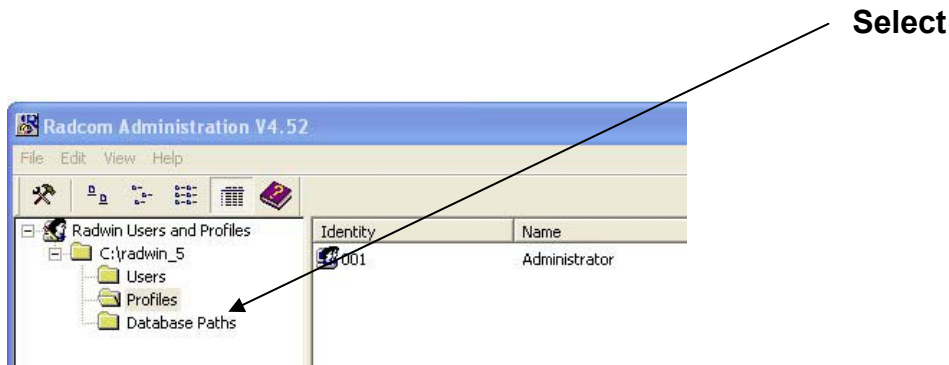 Select
Radcom Administration V4.52
File Edit View Help
Radwin Users and Profiles
C:\radwin_5
Users
Profiles
Database Paths
Identity Name
001 Administrator